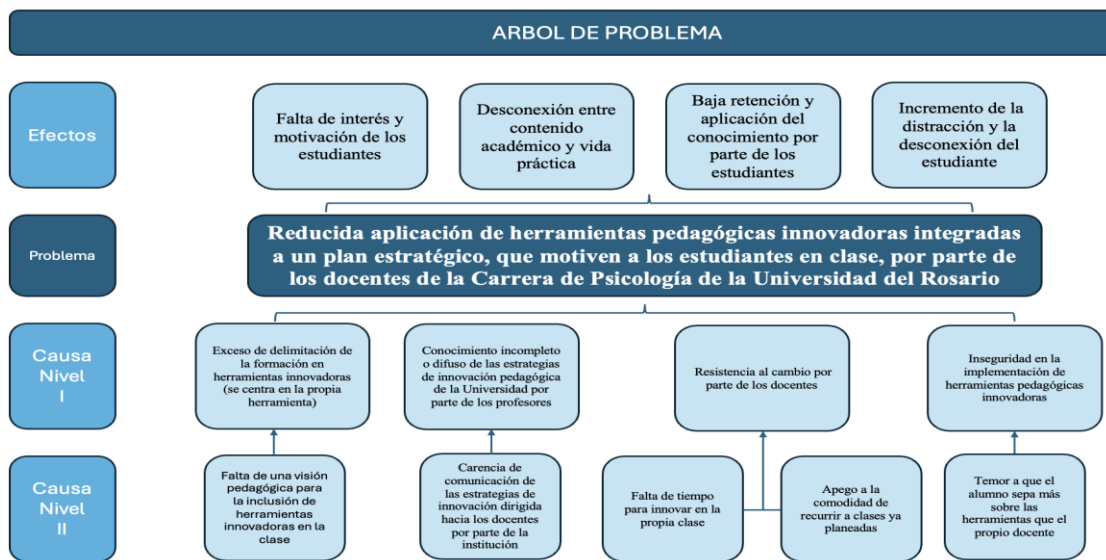 ARBOL DE PROBLEMA
Efectos
Falta de interés y
motivación de los
estudiantes
Desconexión entre
contenido
académico y vida
práctica
Baja retención y
aplicación del
conocimiento por
parte de los
estudiantes
Incremento de la
distracción y la
desconexión del
estudiante
Problema
Reducida aplicación de herramientas pedagógicas innovadoras integradas
a un plan estratégico, que motiven a los estudiantes en clase, por parte de
los docentes de la Carrera de Psicología de la Universidad del Rosario
Causa
Nivel
I
Exceso de delimitación de
la formación en
herramientas innovadoras
(se centra en la propia
herramienta)
Conocimiento incompleto
o difuso de las estrategias
de innovación pedagógica
de la Universidad por
parte de los profesores
Resistencia al cambio por
parte de los docentes
Inseguridad en la
implementación de
herramientas pedagógicas
innovadoras
Causa
Nivel
II
Falta de una visión
pedagógica para
la inclusión de
herramientas
innovadoras en la
clase
Carencia de
comunicación de
las estrategias de
innovación dirigida
hacia los docentes
por parte de la
institución
Falta de tiempo
para innovar en la
propia clase
Apego a la
comodidad de
recurrir a clases ya
planeadas
Temor a que el
alumno sepa más
sobre las
herramientas que el
propio docente